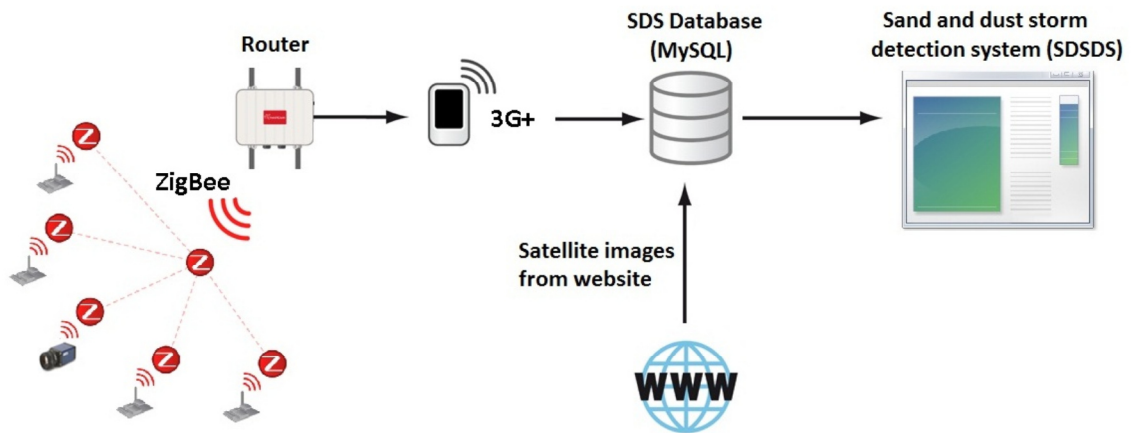 Router
SDS Database
(MySQL)
Sand and dust storm
detection system (SDSDS)
3G+
ZigBee
Z
Z
Z
Z
Z
Z
Satellite images
from website
WWW